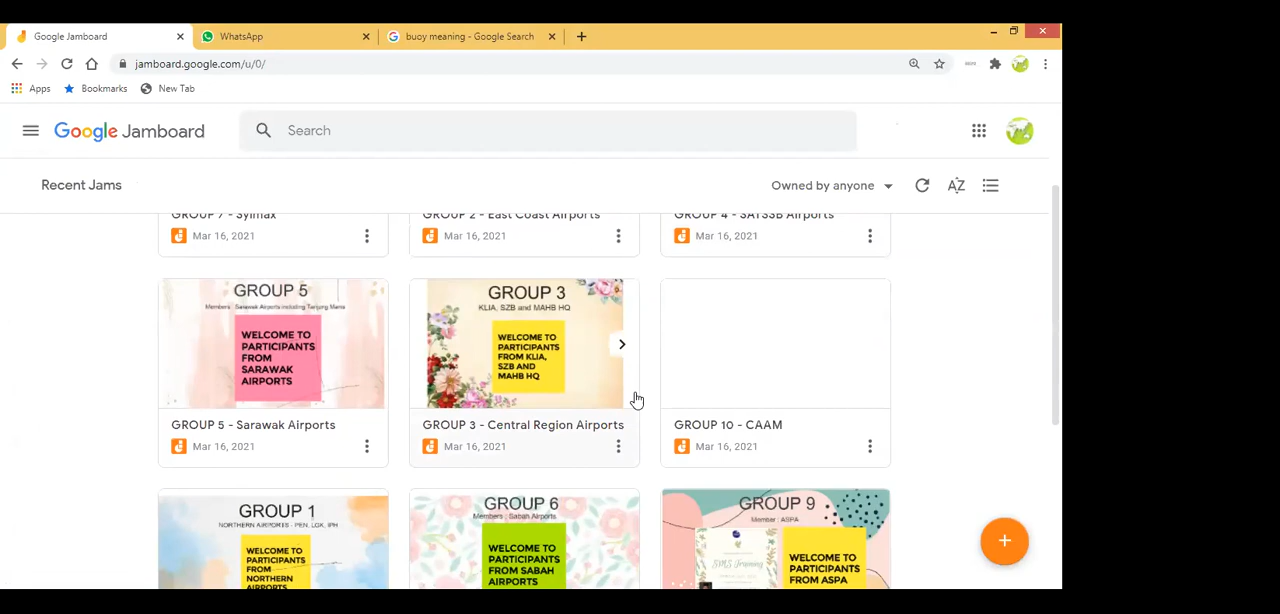 Google Jamboard
WhatsApp
buoy meaning - Google Search
jamboard.google.com/u/0/
Apps
Bookmarks
New Tab
Google Jamboard
Search
Recent Jams
Owned by anyone
GROUP 7 - Sylmax
GROUP 2 - East Coast Airports
GROUP 4 - SATSSB Airports
Mar 16, 2021
Mar 16, 2021
Mar 16, 2021
GROUP 5
Members : Sarawak Airports including Tanjung Manis
WELCOME TO
PARTICIPANTS
FROM
SARAWAK
AIRPORTS
GROUP 5 - Sarawak Airports
Mar 16, 2021
GROUP 3
KLIA, SZB and MAHB HQ
WELCOME TO
PARTICIPANTS
FROM KLIA,
SZB AND
MAHB HQ
GROUP 3 - Central Region Airports
Mar 16, 2021
GROUP 10 - CAAM
Mar 16, 2021
GROUP 1
NORTHERN AIRPORTS - PEN, LGK, IPH
WELCOME TO
PARTICIPANTS
FROM
NORTHERN
AIRPORTS
GROUP 6
Members : Sabah Airports
WELCOME TO
PARTICIPANTS
FROM SABAH
AIRPORTS
GROUP 9
Member : ASPA
SMS Training
WELCOME TO
PARTICIPANTS
FROM ASPA